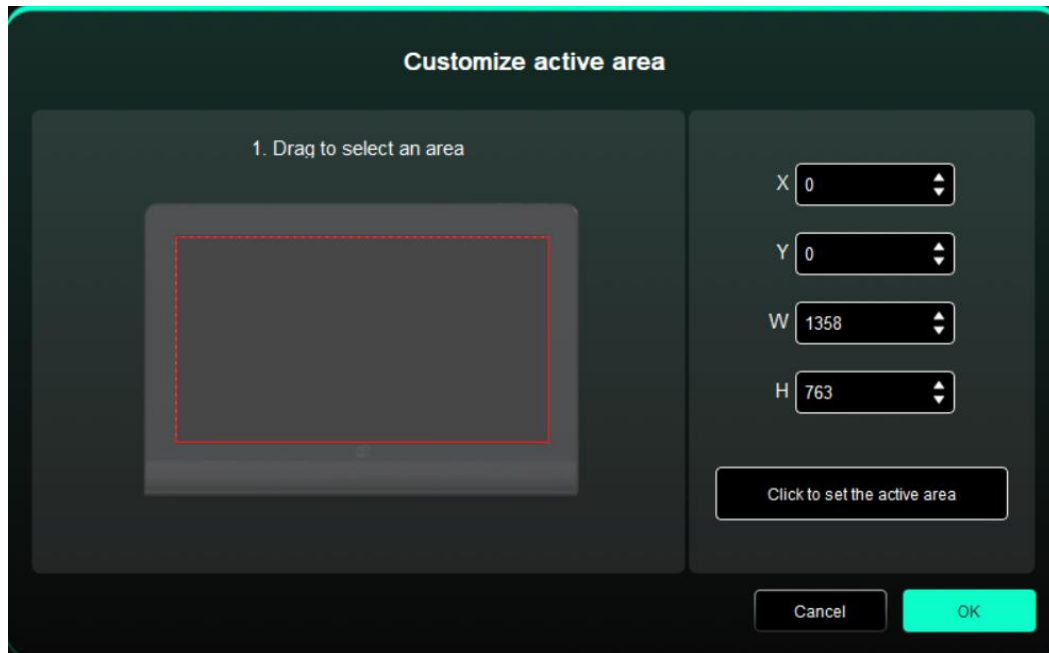 Customize active area
1. Drag to select an area
X 0
Y 0
W 1358
H 763
Click to set the active area
Cancel
OK